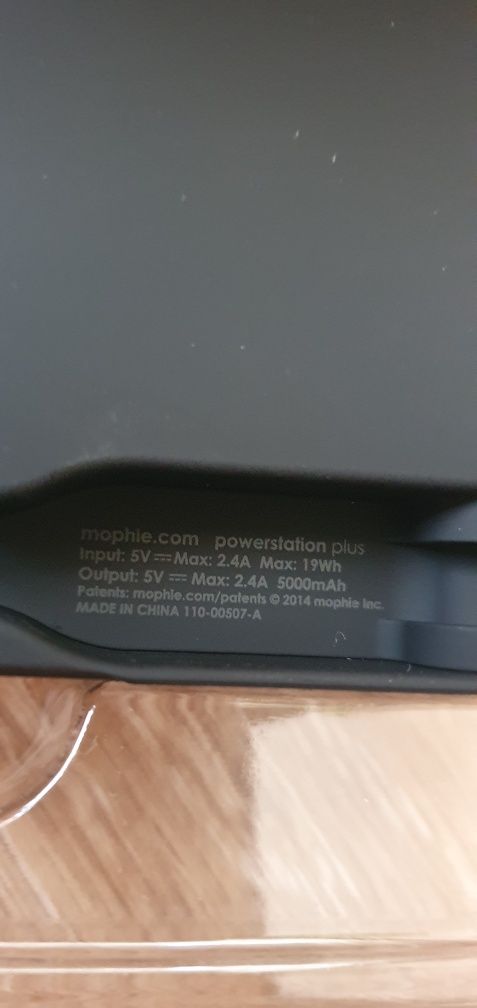 mophie.com powerstation plus
Input: 5V ⎓ Max: 2.4A Max: 19Wh
Output: 5V ⎓ Max: 2.4A 5000mAh
Patents: mophie.com/patents © 2014 mophie Inc.
MADE IN CHINA 110-00507-A